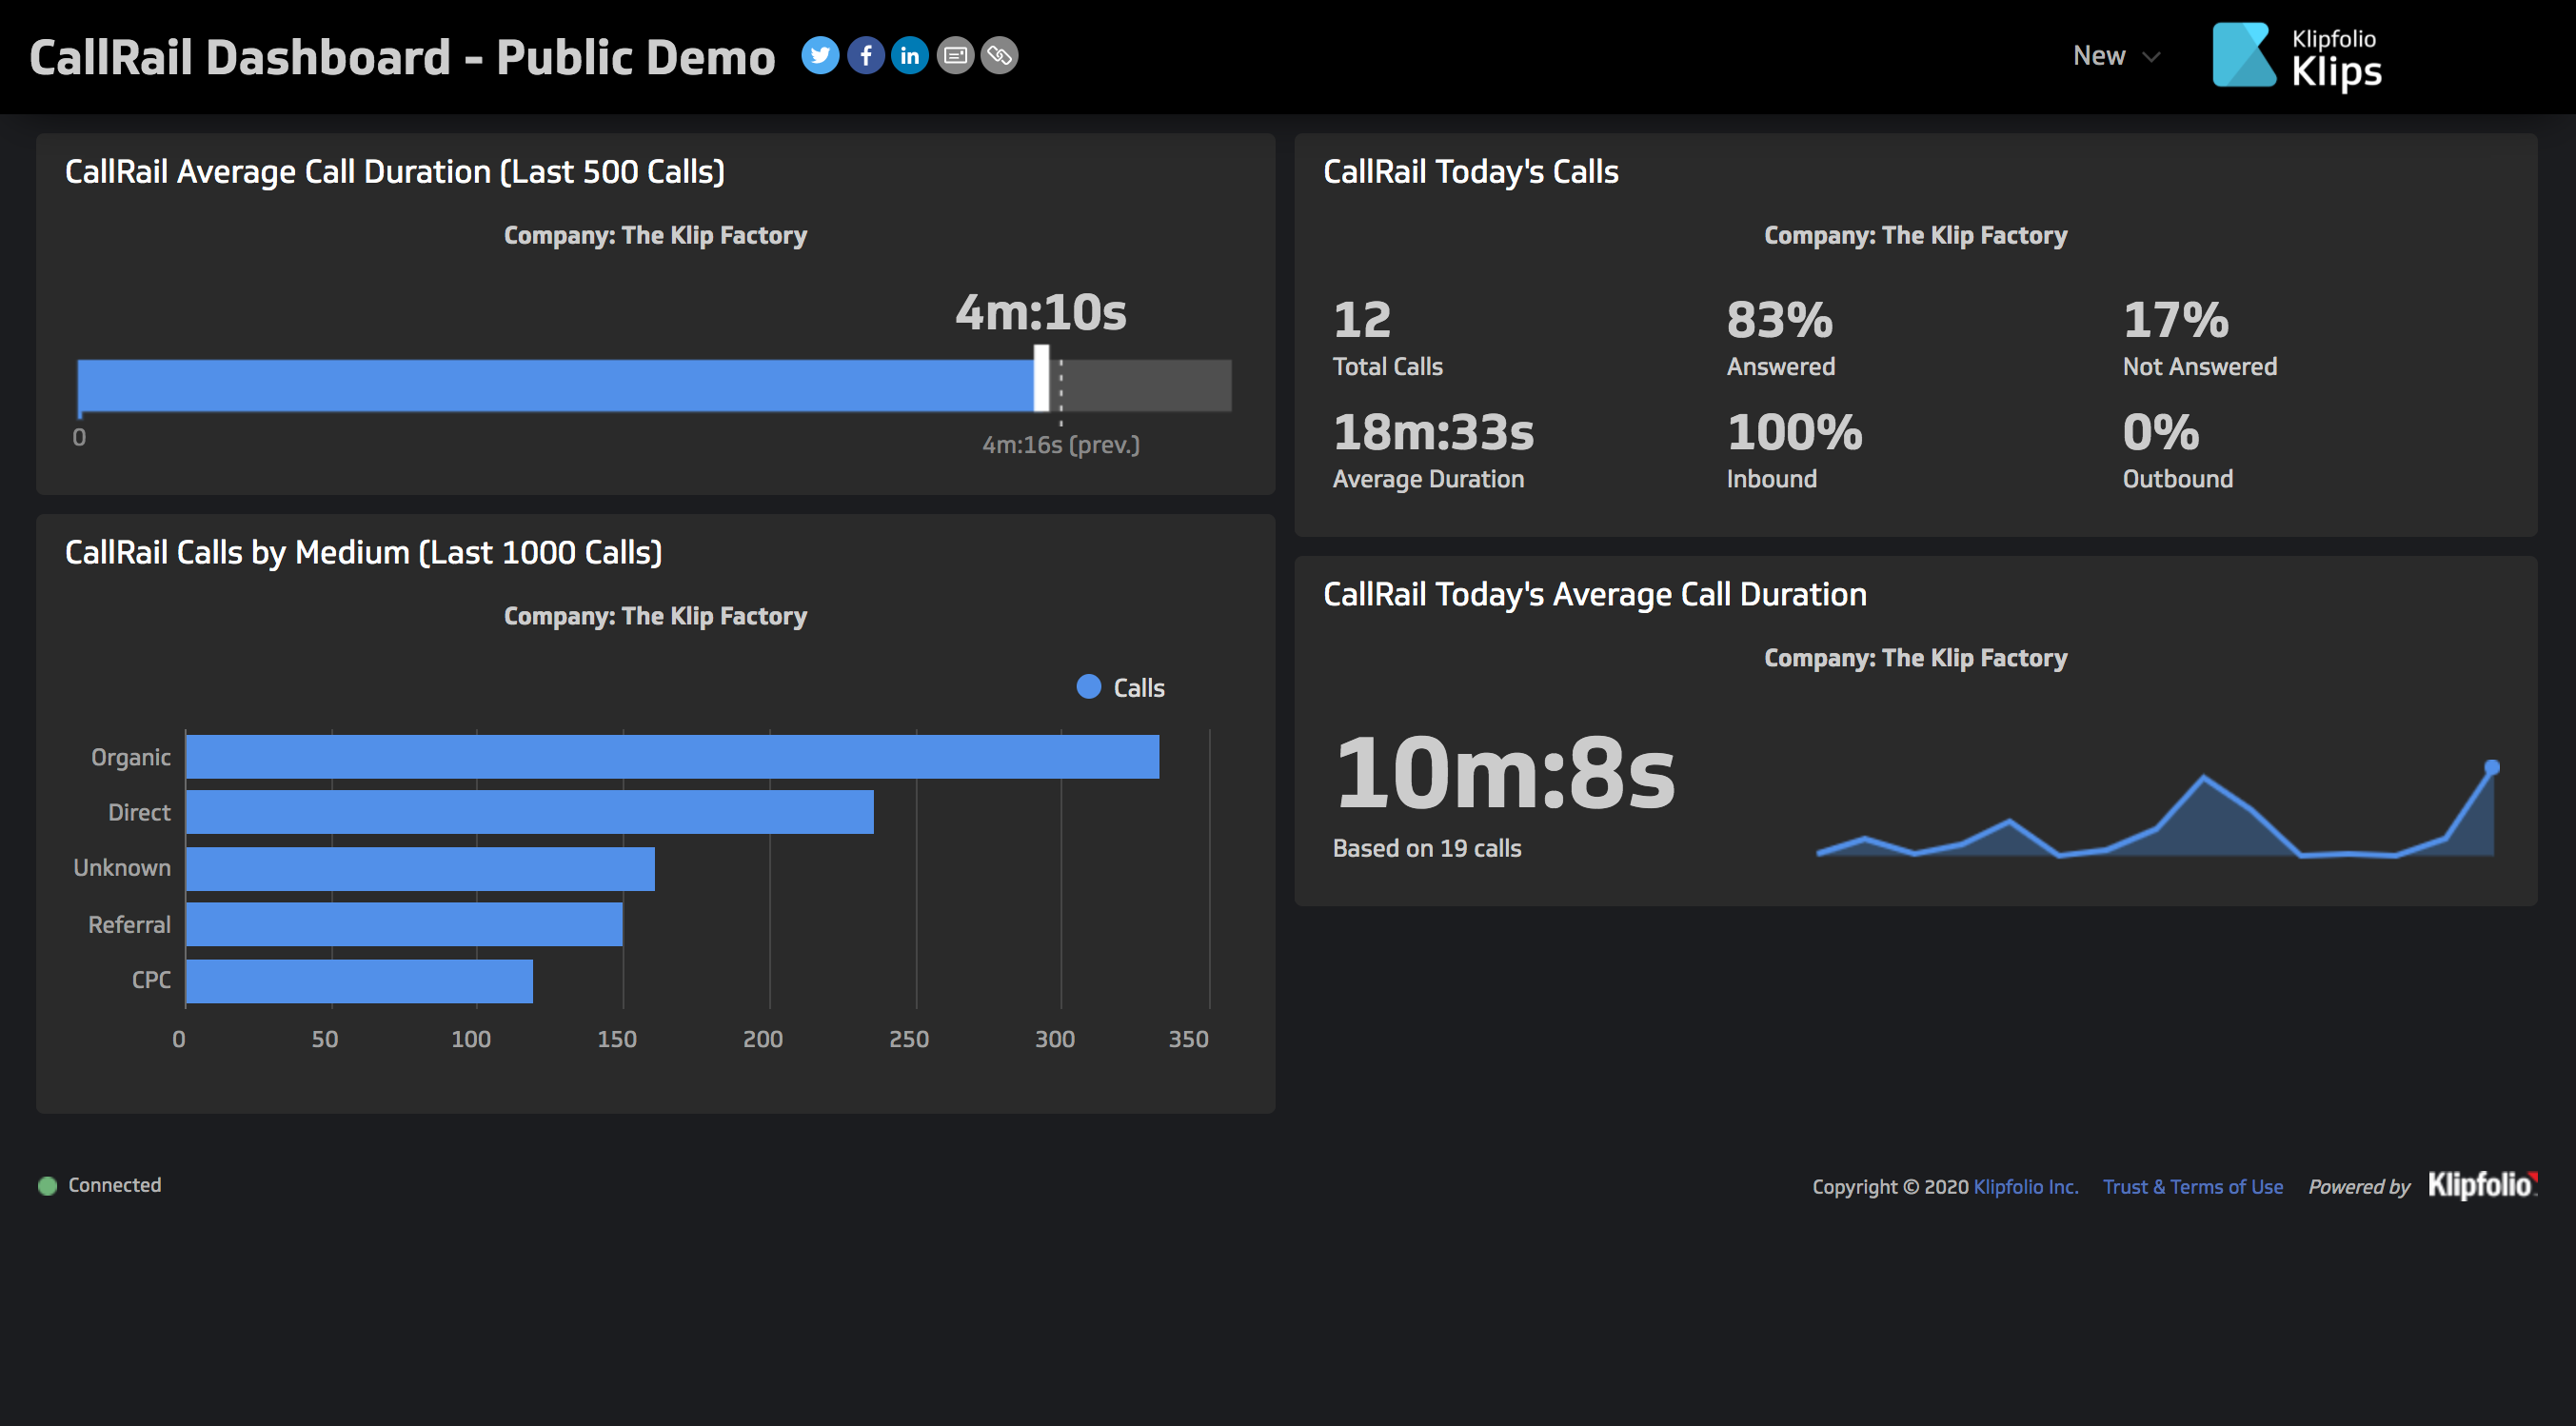 CallRail Dashboard - Public Demo
New
Klipfolio
Klips
CallRail Average Call Duration (Last 500 Calls)
Company: The Klip Factory
4m:10s
0
4m:16s (prev.)
CallRail Today's Calls
Company: The Klip Factory
12 83% 17%
Total Calls Answered Not Answered
18m:33s 100% 0%
Average Duration Inbound Outbound
CallRail Calls by Medium (Last 1000 Calls)
Company: The Klip Factory
Calls
Organic
Direct
Unknown
Referral
CPC
0 50 100 150 200 250 300 350
CallRail Today's Average Call Duration
Company: The Klip Factory
10m:8s
Based on 19 calls
Connected
Copyright © 2020 Klipfolio Inc. Trust & Terms of Use Powered by Klipfolio